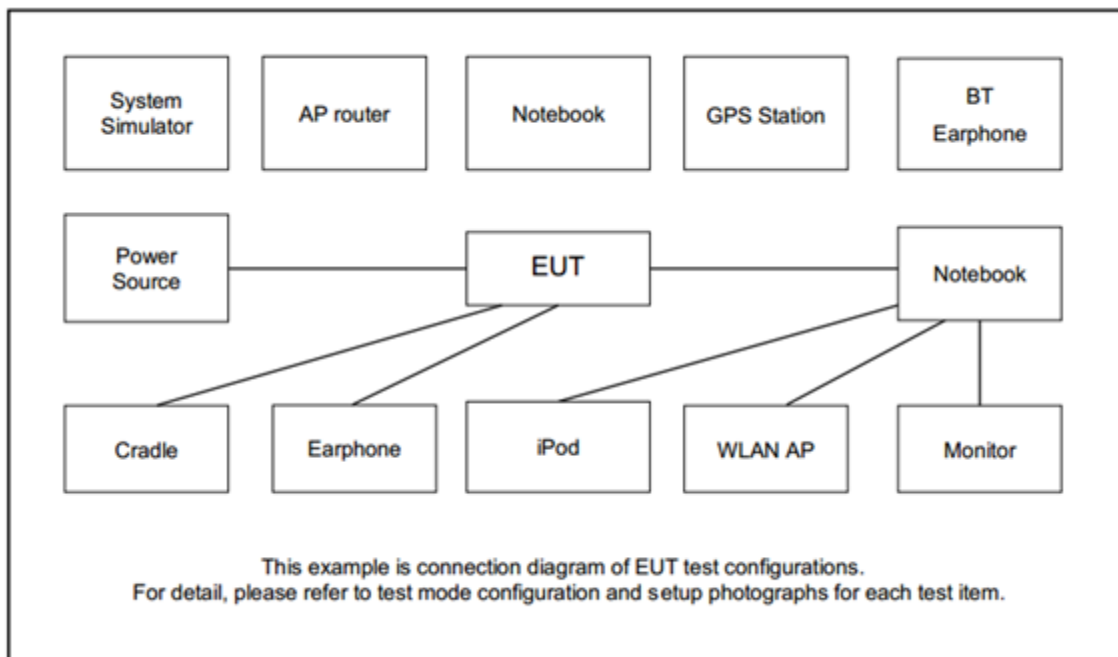 System
Simulator
AP router
Notebook
GPS Station
BT
Earphone
Power
Source
EUT
Notebook
Cradle
Earphone
iPod
WLAN AP
Monitor
This example is connection diagram of EUT test configurations.
For detail, please refer to test mode configuration and setup photographs for each test item.